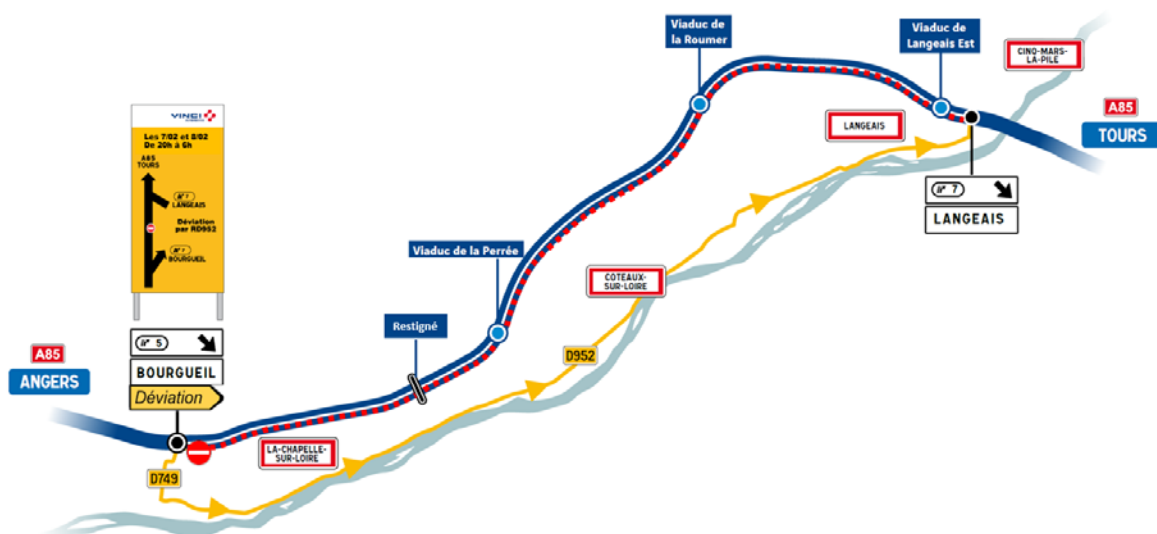 Viaduc de
la Roumer
Viaduc de
Langeais Est
CINQ-MARS-
LA-PILE
A85
TOURS
LANGEAIS
n° 7
LANGEAIS
VINCI
Les 7/02 et 8/02
De 20h à 6h
A85
TOURS
LANGEAIS
Déviation
par RD952
BOURGUEIL
Viaduc de la Perrée
COTEAUX-
SUR-LOIRE
Restigné
D952
n° 5
BOURGUEIL
Déviation
A85
ANGERS
LA-CHAPELLE-
SUR-LOIRE
D749